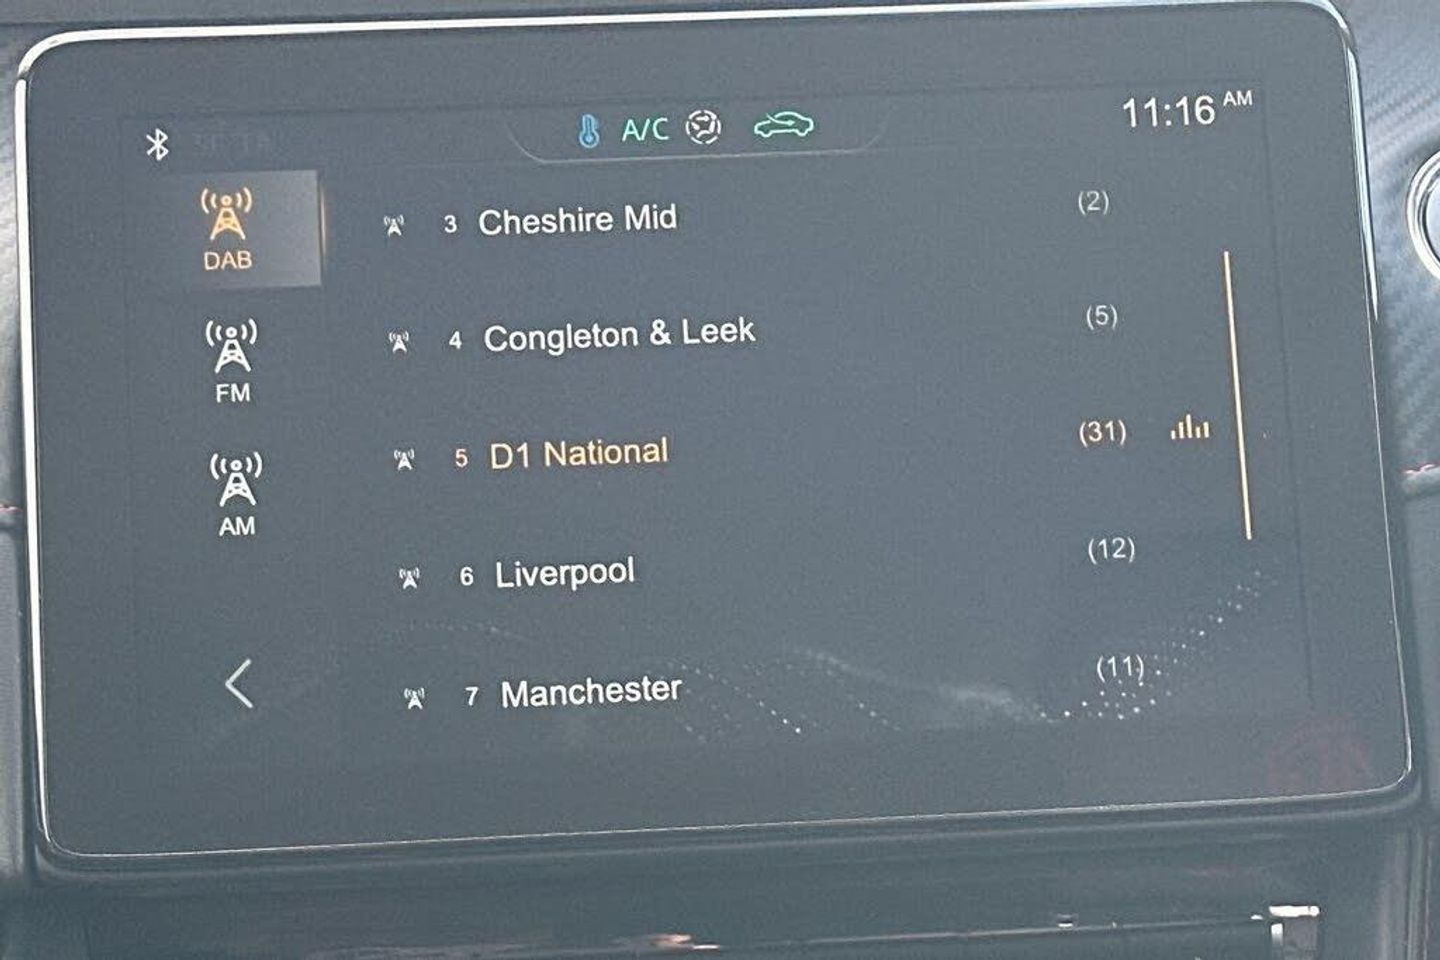 A/C
11:16 AM
DAB
FM
AM
3 Cheshire Mid (2)
4 Congleton & Leek (5)
5 D1 National (31)
6 Liverpool (12)
7 Manchester (11)